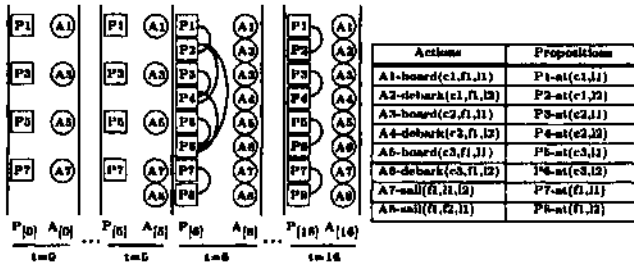 P1 A1 P1 A1 P1 A1 P1 A1
P2 A2 P2 A2
P3 A3 P3 A3 P3 A3 P3 A3
P4 A4 P4 A4
P5 A5 P5 A5 P5 A5 P5 A5
P6 A6 P6 A6
P7 A7 P7 A7 P7 A7 P7 A7
A8 P8 A8 P8 A8
P[0] A[0] ... P[5] A[5] P[6] A[6] ... P[16] A[16]
t=0 t=5 t=6 t=16
Actions Propositions
A1-board(c1,f1,l1) P1-at(c1,l1)
A2-debark(c1,f1,l2) P2-at(c1,l2)
A3-board(c2,f1,l1) P3-at(c2,l1)
A4-debark(c2,f1,l2) P4-at(c2,l2)
A5-board(c3,f1,l1) P5-at(c3,l1)
A6-debark(c3,f1,l2) P6-at(c3,l2)
A7-sail(f1,l1,l2) P7-at(f1,l1)
A8-sail(f1,l2,l1) P8-at(f1,l2)